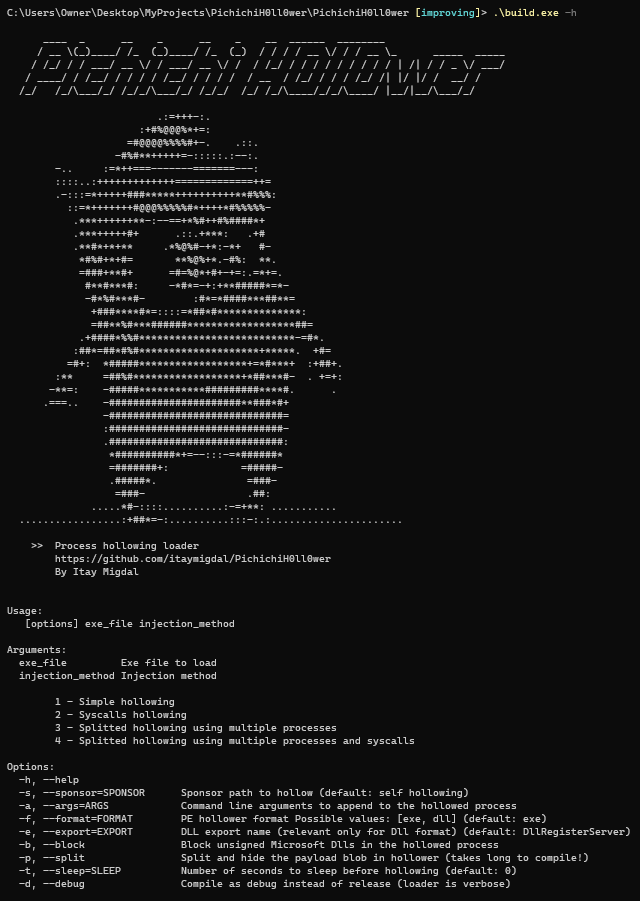 C:\Users\Owner\Desktop\MyProjects\PichichiH0ll0wer\PichichiH0ll0wer [improving]> .\build.exe -h
PichichiH0ll0wer
>> Process hollowing loader
https://github.com/itaymigdal/PichichiH0ll0wer
By Itay Migdal
Usage:
[options] exe_file injection_method
Arguments:
exe_file Exe file to load
injection_method Injection method
1 - Simple hollowing
2 - Syscalls hollowing
3 - Splitted hollowing using multiple processes
4 - Splitted hollowing using multiple processes and syscalls
Options:
-h, --help
-s, --sponsor=SPONSOR Sponsor path to hollow (default: self hollowing)
-a, --args=ARGS Command line arguments to append to the hollowed process
-f, --format=FORMAT PE hollower format Possible values: [exe, dll] (default: exe)
-e, --export=EXPORT DLL export name (relevant only for Dll format) (default: DllRegisterServer)
-b, --block Block unsigned Microsoft Dlls in the hollowed process
-p, --split Split and hide the payload blob in hollower (takes long to compile!)
-t, --sleep=SLEEP Number of seconds to sleep before hollowing (default: 0)
-d, --debug Compile as debug instead of release (loader is verbose)